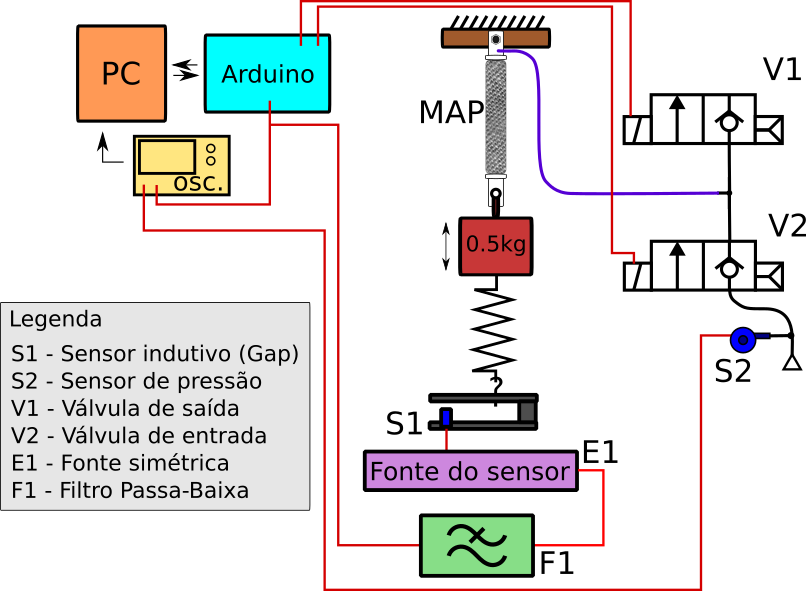 PC
Arduino
osc.
MAP
V1
0.5kg
V2
Legenda
S1 - Sensor indutivo (Gap)
S2 - Sensor de pressão
V1 - Válvula de saída
V2 - Válvula de entrada
E1 - Fonte simétrica
F1 - Filtro Passa-Baixa
S2
S1
E1
Fonte do sensor
F1